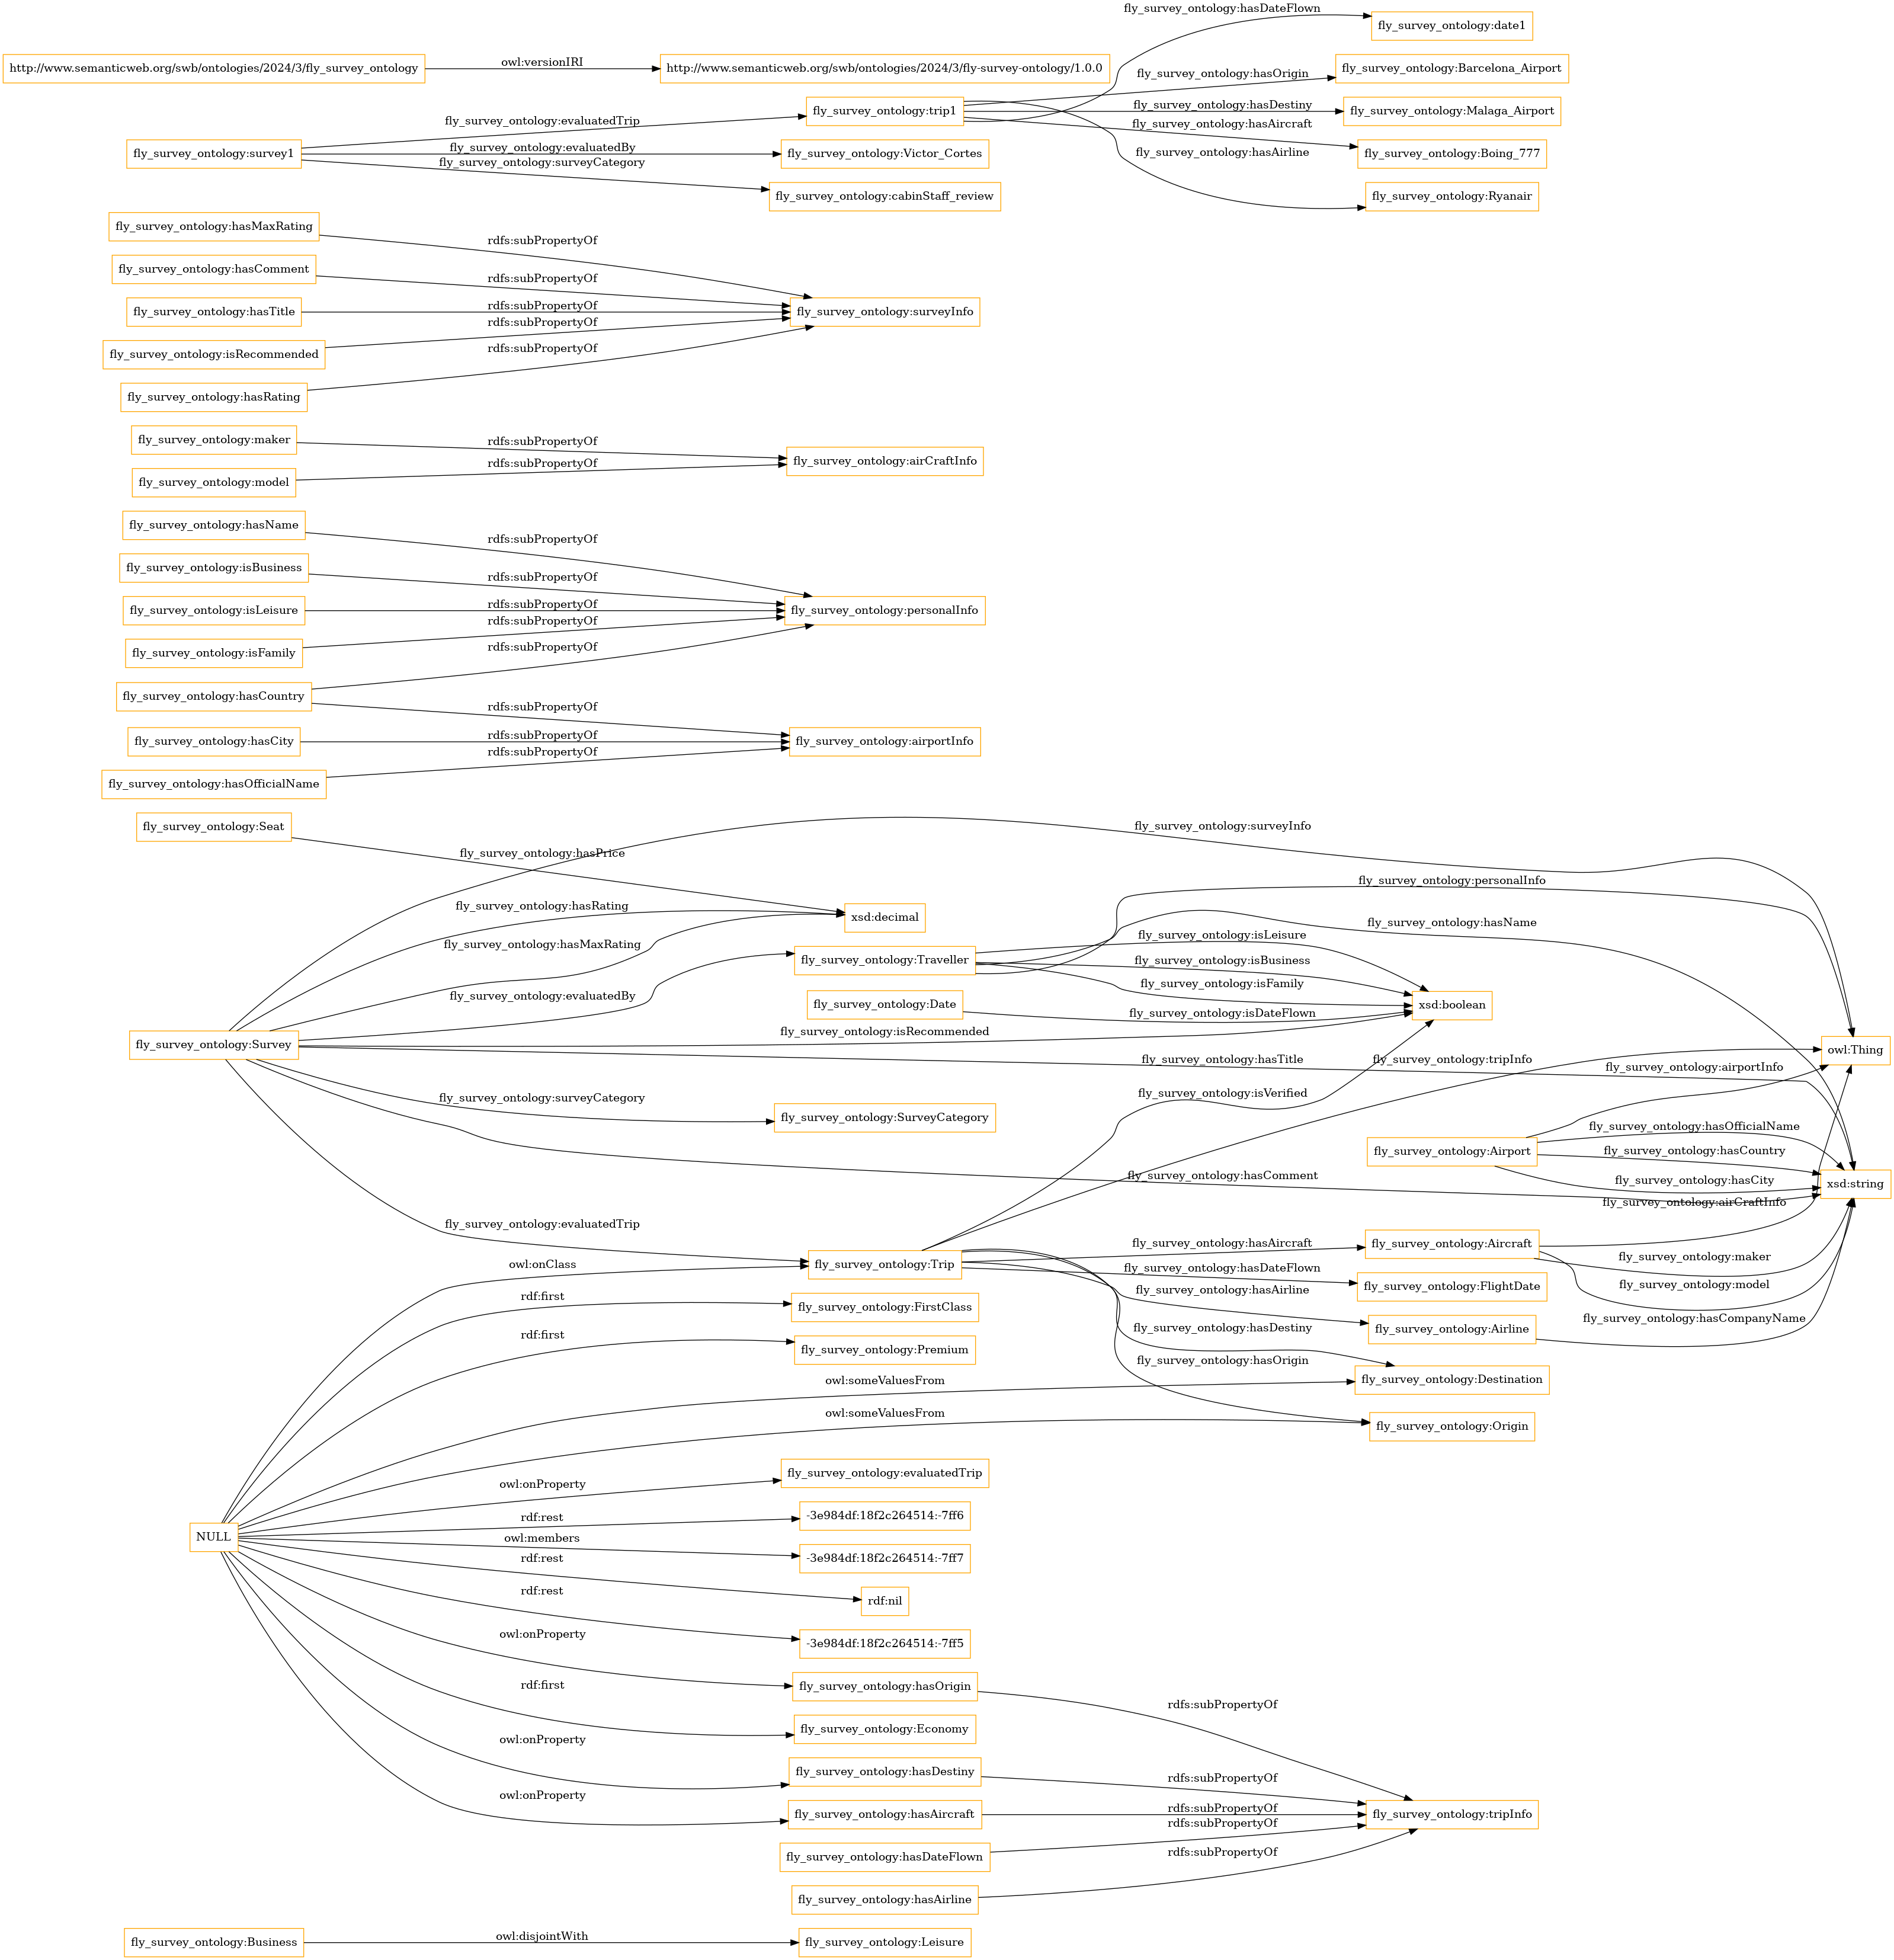 fly_survey_ontology:hasDateFlown
fly_survey_ontology:date1
http://www.semanticweb.org/swb/ontologies/2024/3/fly_survey_ontology
owl:versionIRI
http://www.semanticweb.org/swb/ontologies/2024/3/fly-survey-ontology/1.0.0
fly_survey_ontology:hasOrigin
fly_survey_ontology:Barcelona_Airport
fly_survey_ontology:trip1
fly_survey_ontology:hasDestiny
fly_survey_ontology:Malaga_Airport
fly_survey_ontology:evaluatedTrip
fly_survey_ontology:hasAircraft
fly_survey_ontology:survey1
fly_survey_ontology:evaluatedBy
fly_survey_ontology:Victor_Cortes
fly_survey_ontology:hasAirline
fly_survey_ontology:Boing_777
fly_survey_ontology:surveyCategory
fly_survey_ontology:cabinStaff_review
fly_survey_ontology:Ryanair
fly_survey_ontology:hasMaxRating
rdfs:subPropertyOf
fly_survey_ontology:hasComment
rdfs:subPropertyOf
fly_survey_ontology:hasTitle
rdfs:subPropertyOf
fly_survey_ontology:surveyInfo
rdfs:subPropertyOf
fly_survey_ontology:isRecommended
rdfs:subPropertyOf
fly_survey_ontology:hasRating
fly_survey_ontology:maker
rdfs:subPropertyOf
fly_survey_ontology:airCraftInfo
rdfs:subPropertyOf
fly_survey_ontology:model
fly_survey_ontology:hasName
rdfs:subPropertyOf
fly_survey_ontology:isBusiness
rdfs:subPropertyOf
fly_survey_ontology:isLeisure
rdfs:subPropertyOf
fly_survey_ontology:personalInfo
rdfs:subPropertyOf
fly_survey_ontology:isFamily
rdfs:subPropertyOf
fly_survey_ontology:hasCountry
rdfs:subPropertyOf
fly_survey_ontology:hasCity
rdfs:subPropertyOf
fly_survey_ontology:airportInfo
rdfs:subPropertyOf
fly_survey_ontology:hasOfficialName
fly_survey_ontology:Seat
fly_survey_ontology:surveyInfo
fly_survey_ontology:hasPrice
fly_survey_ontology:personalInfo
fly_survey_ontology:hasRating
xsd:decimal
fly_survey_ontology:hasName
fly_survey_ontology:hasMaxRating
fly_survey_ontology:isLeisure
fly_survey_ontology:Traveller
fly_survey_ontology:isBusiness
fly_survey_ontology:isFamily
fly_survey_ontology:evaluatedBy
fly_survey_ontology:Date
fly_survey_ontology:isDateFlown
xsd:boolean
fly_survey_ontology:isRecommended
fly_survey_ontology:Survey
fly_survey_ontology:hasTitle
fly_survey_ontology:tripInfo
owl:Thing
fly_survey_ontology:airportInfo
fly_survey_ontology:isVerified
fly_survey_ontology:surveyCategory
fly_survey_ontology:SurveyCategory
fly_survey_ontology:hasOfficialName
fly_survey_ontology:Airport
fly_survey_ontology:hasCountry
fly_survey_ontology:hasComment
fly_survey_ontology:hasCity
xsd:string
fly_survey_ontology:airCraftInfo
fly_survey_ontology:evaluatedTrip
fly_survey_ontology:hasAircraft
fly_survey_ontology:Aircraft
fly_survey_ontology:maker
owl:onClass
fly_survey_ontology:Trip
fly_survey_ontology:hasDateFlown
fly_survey_ontology:FlightDate
fly_survey_ontology:model
rdf:first
fly_survey_ontology:FirstClass
fly_survey_ontology:hasAirline
fly_survey_ontology:Airline
fly_survey_ontology:hasCompanyName
rdf:first
fly_survey_ontology:Premium
fly_survey_ontology:hasDestiny
fly_survey_ontology:hasOrigin
owl:someValuesFrom
fly_survey_ontology:Destination
owl:someValuesFrom
fly_survey_ontology:Origin
owl:onProperty
fly_survey_ontology:evaluatedTrip
rdf:rest
-3e984df:18f2c264514:-7ff6
NULL
owl:members
-3e984df:18f2c264514:-7ff7
rdf:rest
rdf:nil
rdf:rest
-3e984df:18f2c264514:-7ff5
owl:onProperty
fly_survey_ontology:hasOrigin
rdfs:subPropertyOf
rdf:first
fly_survey_ontology:Economy
owl:onProperty
fly_survey_ontology:hasDestiny
rdfs:subPropertyOf
owl:onProperty
fly_survey_ontology:hasAircraft
rdfs:subPropertyOf
fly_survey_ontology:tripInfo
rdfs:subPropertyOf
fly_survey_ontology:hasDateFlown
rdfs:subPropertyOf
fly_survey_ontology:hasAirline
fly_survey_ontology:Business
owl:disjointWith
fly_survey_ontology:Leisure